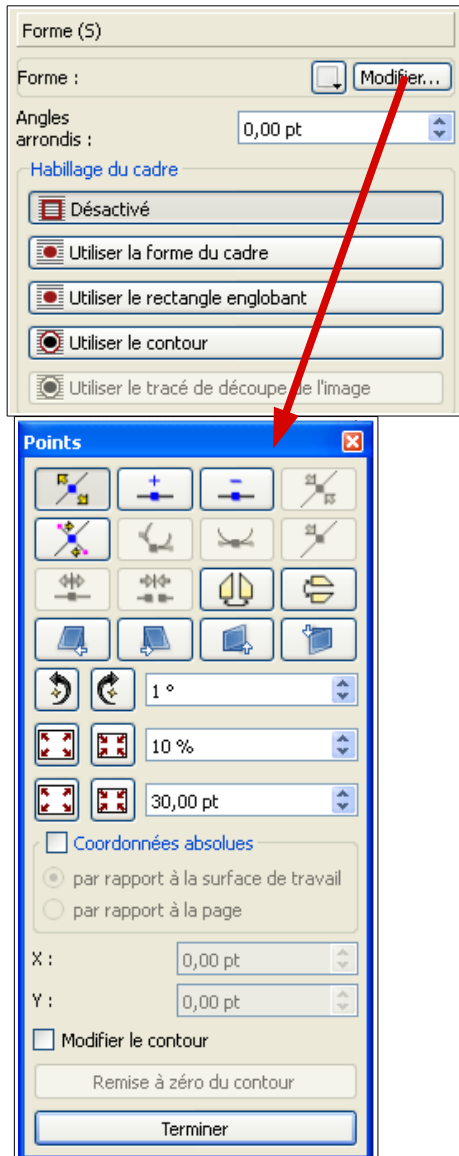 Forme (S)
Forme :
Modifier...
Angles
arrondis :
0,00 pt
Habillage du cadre
Désactivé
Utiliser la forme du cadre
Utiliser le rectangle englobant
Utiliser le contour
Utiliser le tracé de découpe de l'image
Points
1 °
10 %
30,00 pt
Coordonnées absolues
par rapport à la surface de travail
par rapport à la page
X :
0,00 pt
Y :
0,00 pt
Modifier le contour
Remise à zéro du contour
Terminer